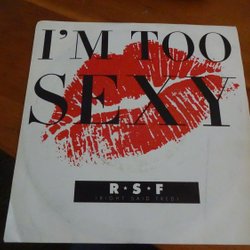 I'M TOO
SEXY
R★S★F
(RIGHT SAID FRED)